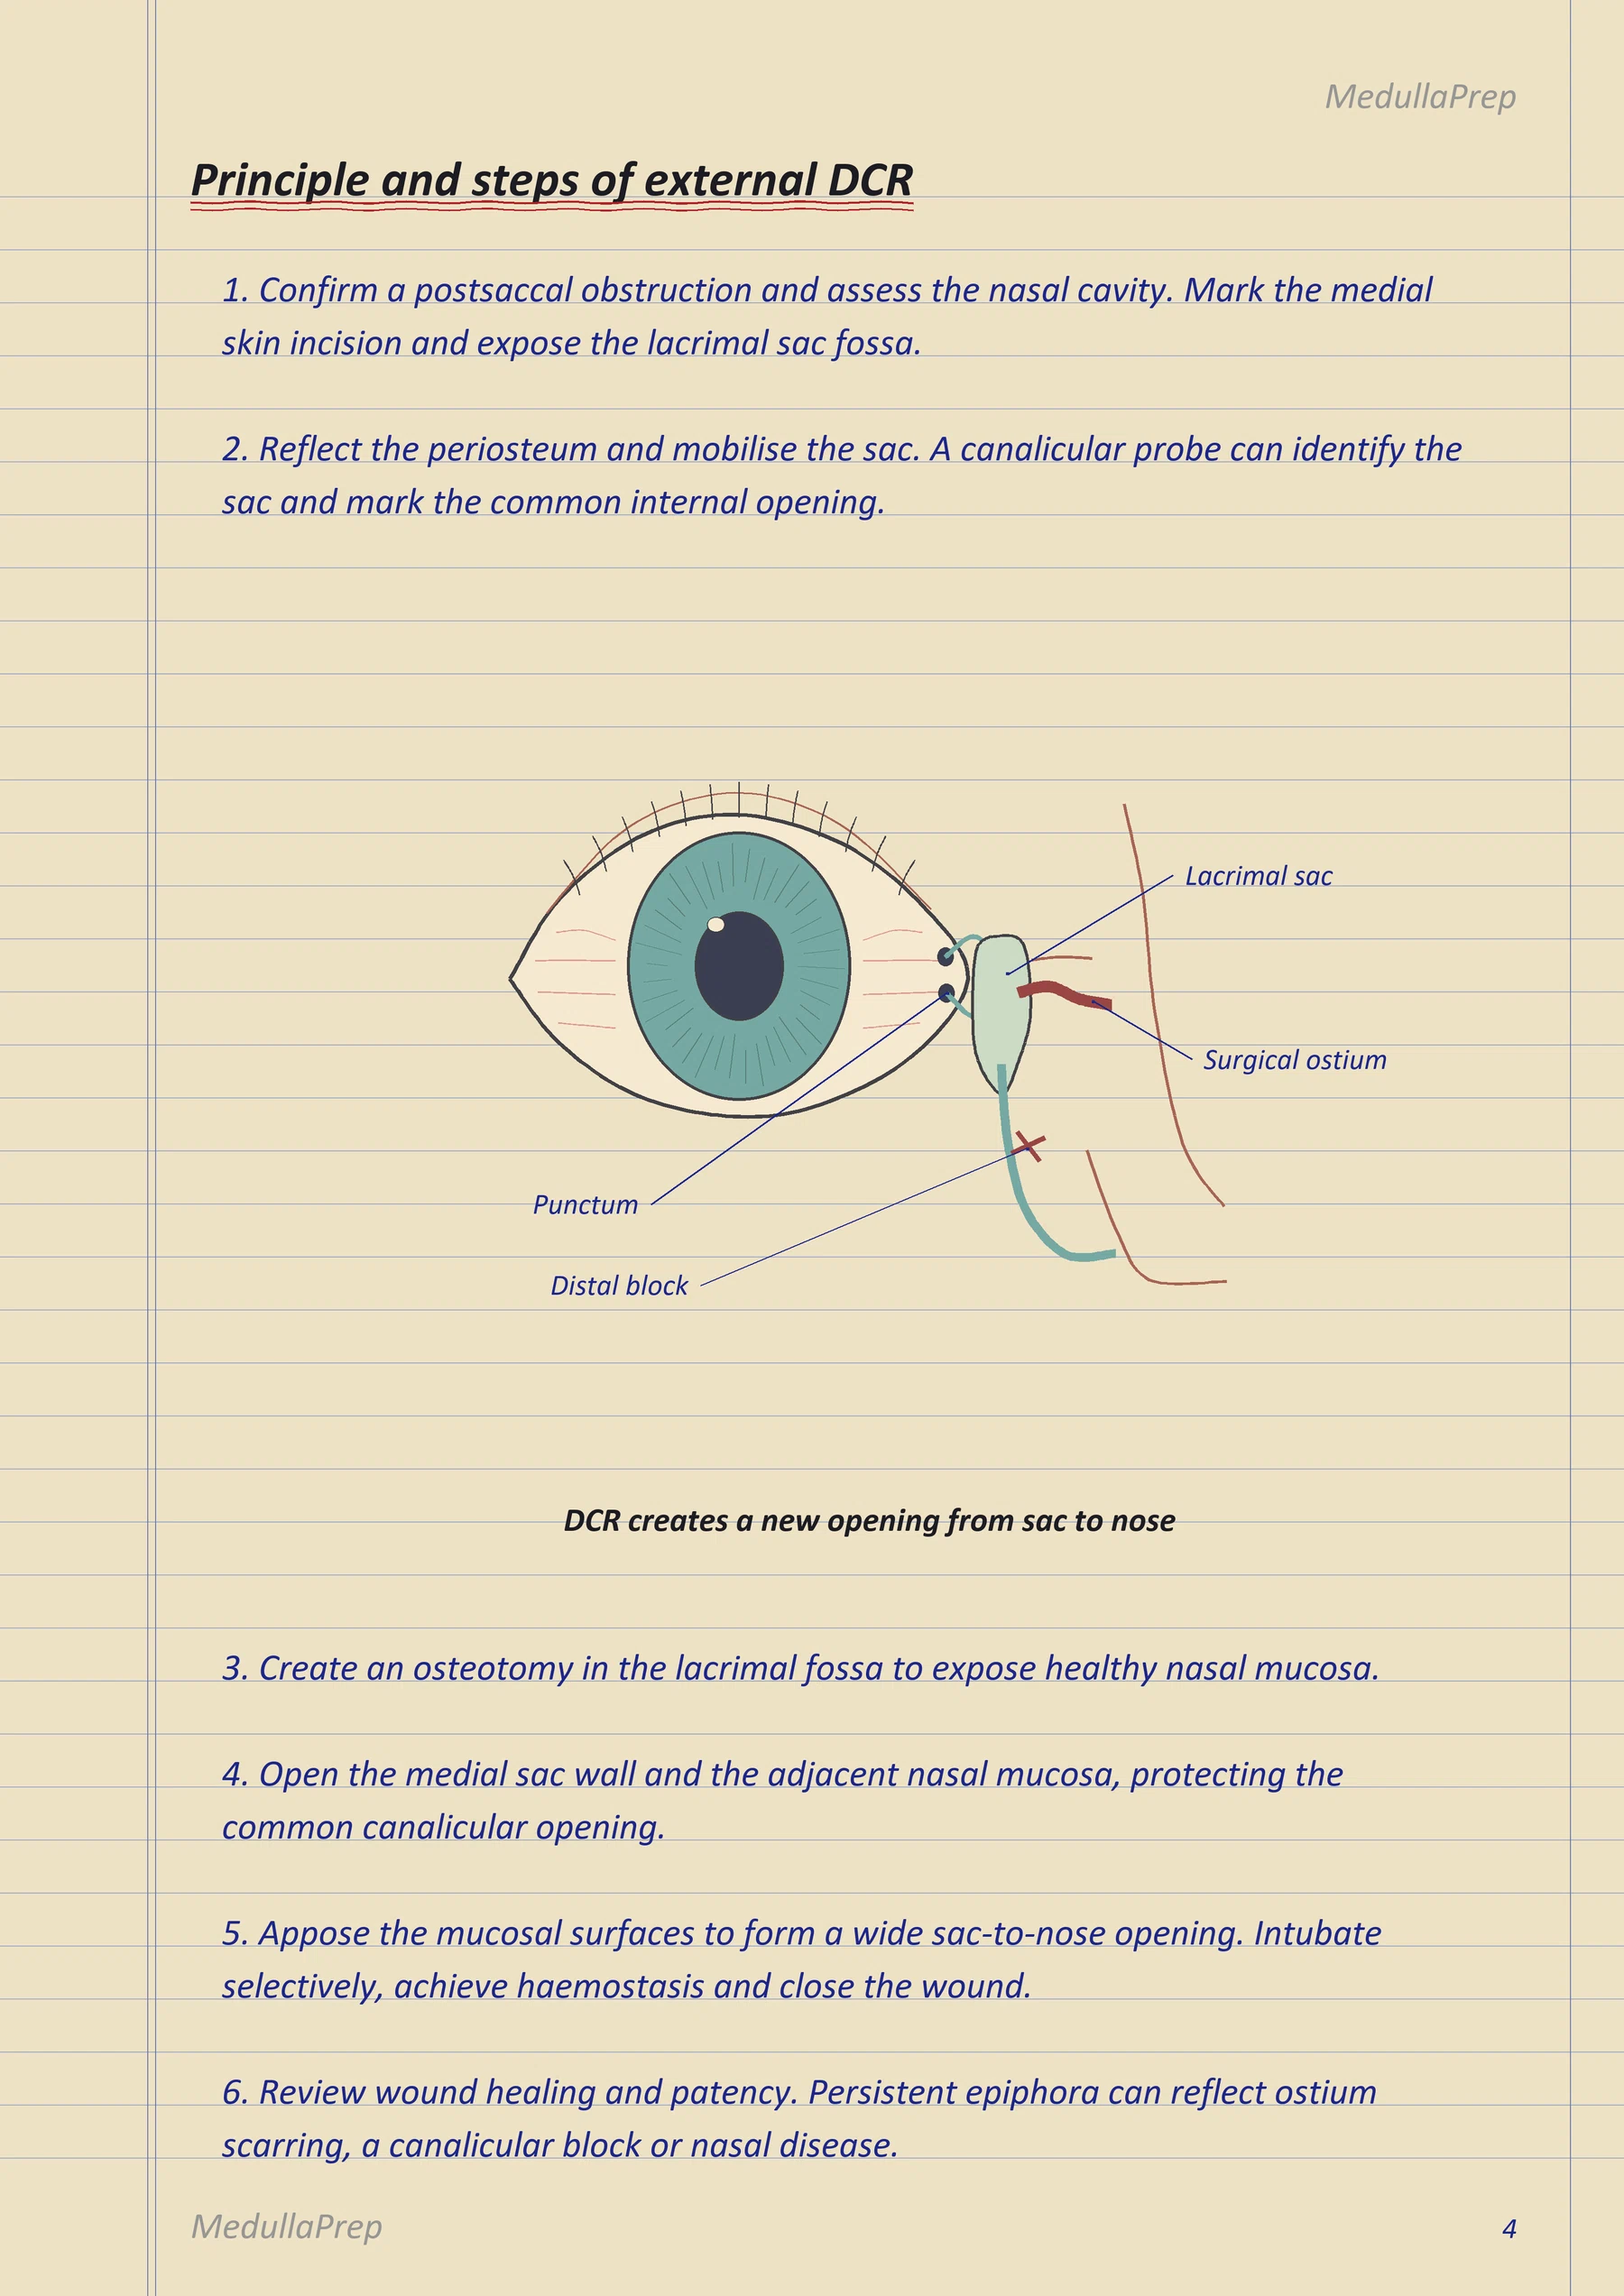 MedullaPrep
Principle and steps of external DCR
1. Confirm a postsaccal obstruction and assess the nasal cavity. Mark the medial
skin incision and expose the lacrimal sac fossa.
2. Reflect the periosteum and mobilise the sac. A canalicular probe can identify the
sac and mark the common internal opening.
Lacrimal sac
Surgical ostium
Punctum
Distal block
DCR creates a new opening from sac to nose
3. Create an osteotomy in the lacrimal fossa to expose healthy nasal mucosa.
4. Open the medial sac wall and the adjacent nasal mucosa, protecting the
common canalicular opening.
5. Appose the mucosal surfaces to form a wide sac-to-nose opening. Intubate
selectively, achieve haemostasis and close the wound.
6. Review wound healing and patency. Persistent epiphora can reflect ostium
scarring, a canalicular block or nasal disease.
MedullaPrep
4